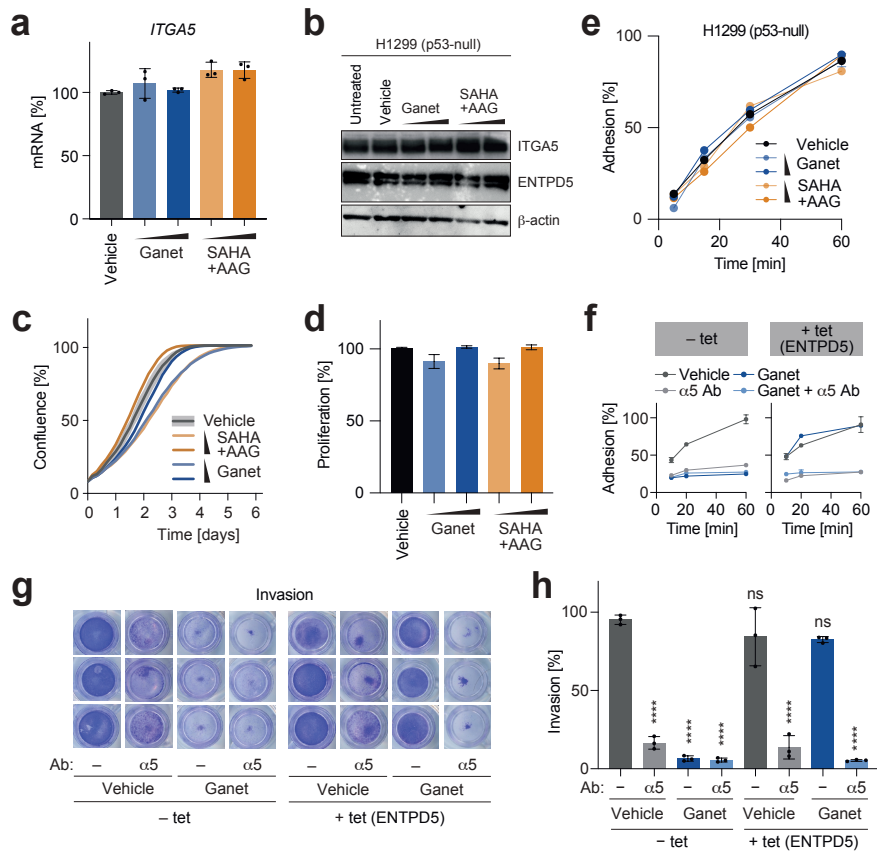 a
ITGA5
mRNA [%]
100
50
0
Vehicle
Ganet
SAHA
+AAG
b
H1299 (p53-null)
Untreated
Vehicle
Ganet
SAHA
+AAG
ITGA5
ENTPD5
β-actin
e
H1299 (p53-null)
Adhesion [%]
100
50
0
0
20
40
60
Time [min]
Vehicle
Ganet
SAHA
+AAG
c
Confluence [%]
100
50
0
0
1
2
3
4
5
6
Time [days]
Vehicle
SAHA
+AAG
Ganet
d
Proliferation [%]
100
50
0
Vehicle
Ganet
SAHA
+AAG
f
– tet
+ tet
(ENTPD5)
Vehicle
Ganet
α5 Ab
Ganet + α5 Ab
Adhesion [%]
100
50
0
20
40
60
20
40
60
Time [min]
Time [min]
g
Invasion
Ab: – α5 – α5 – α5 – α5
Vehicle Ganet Vehicle Ganet
– tet + tet (ENTPD5)
h
Invasion [%]
100
50
0
****
****
****
ns
****
ns
****
Ab: – α5 – α5 – α5 – α5
Vehicle Ganet Vehicle Ganet
– tet + tet (ENTPD5)